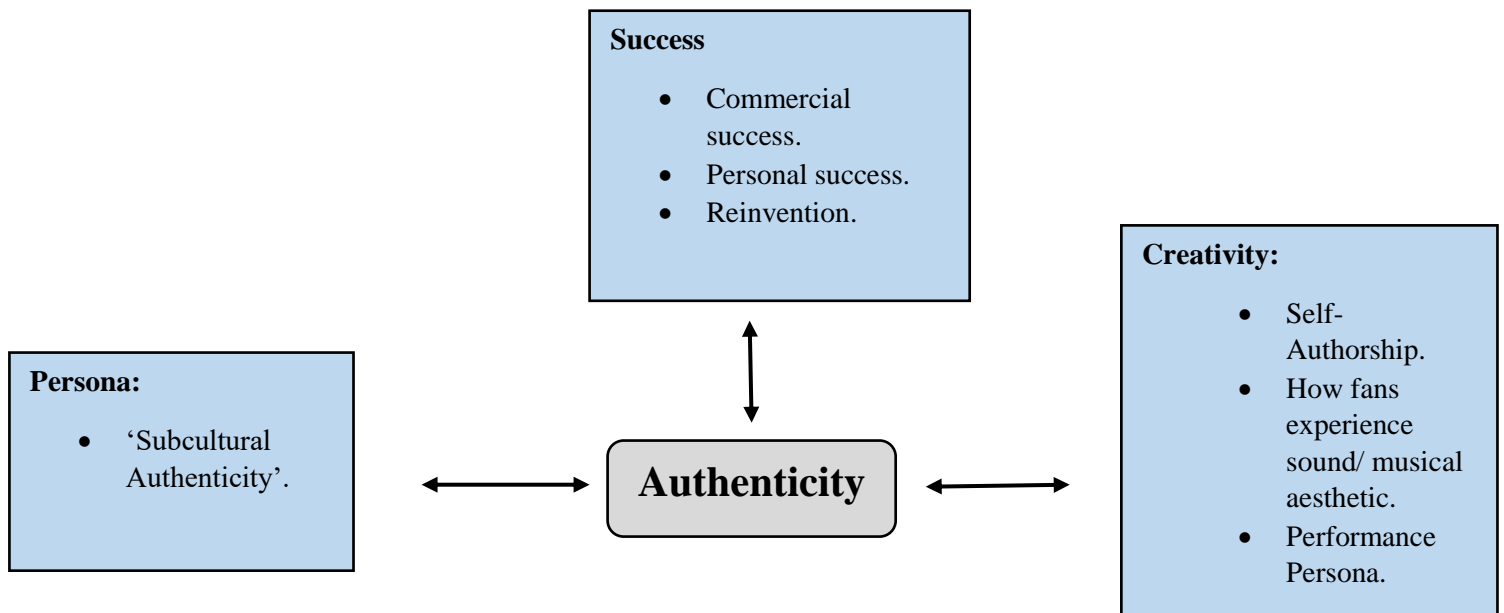 Success
• Commercial
success.
• Personal success.
• Reinvention.
Creativity:
• Self-
Authorship.
• How fans
experience
sound/ musical
aesthetic.
• Performance
Persona.
Persona:
• ‘Subcultural
Authenticity’.
Authenticity